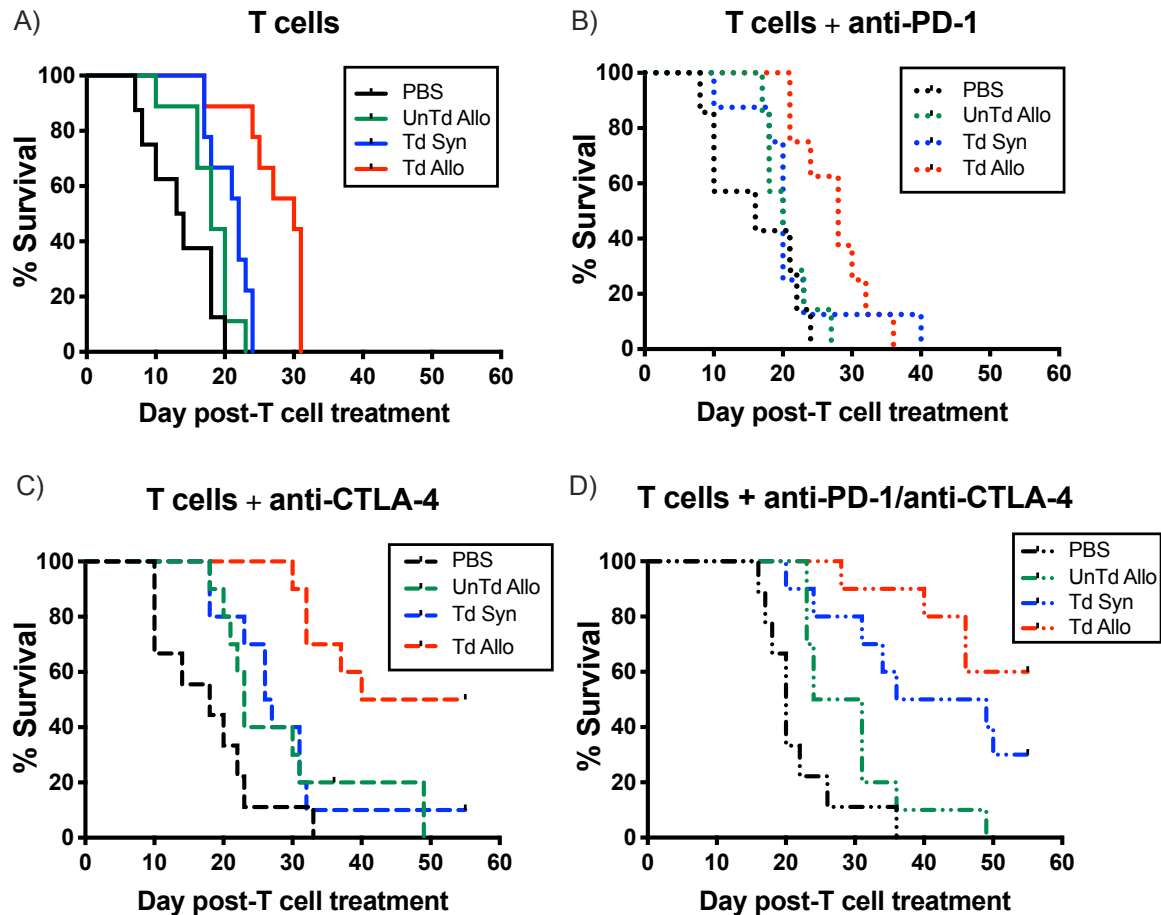 A)
T cells
% Survival
100
80
60
40
20
0
0 10 20 30 40 50 60
Day post-T cell treatment
PBS
UnTd Allo
Td Syn
Td Allo
B)
T cells + anti-PD-1
% Survival
100
80
60
40
20
0
0 10 20 30 40 50 60
Day post-T cell treatment
PBS
UnTd Allo
Td Syn
Td Allo
C)
T cells + anti-CTLA-4
% Survival
100
80
60
40
20
0
0 10 20 30 40 50 60
Day post-T cell treatment
PBS
UnTd Allo
Td Syn
Td Allo
D)
T cells + anti-PD-1/anti-CTLA-4
% Survival
100
80
60
40
20
0
0 10 20 30 40 50 60
Day post-T cell treatment
PBS
UnTd Allo
Td Syn
Td Allo